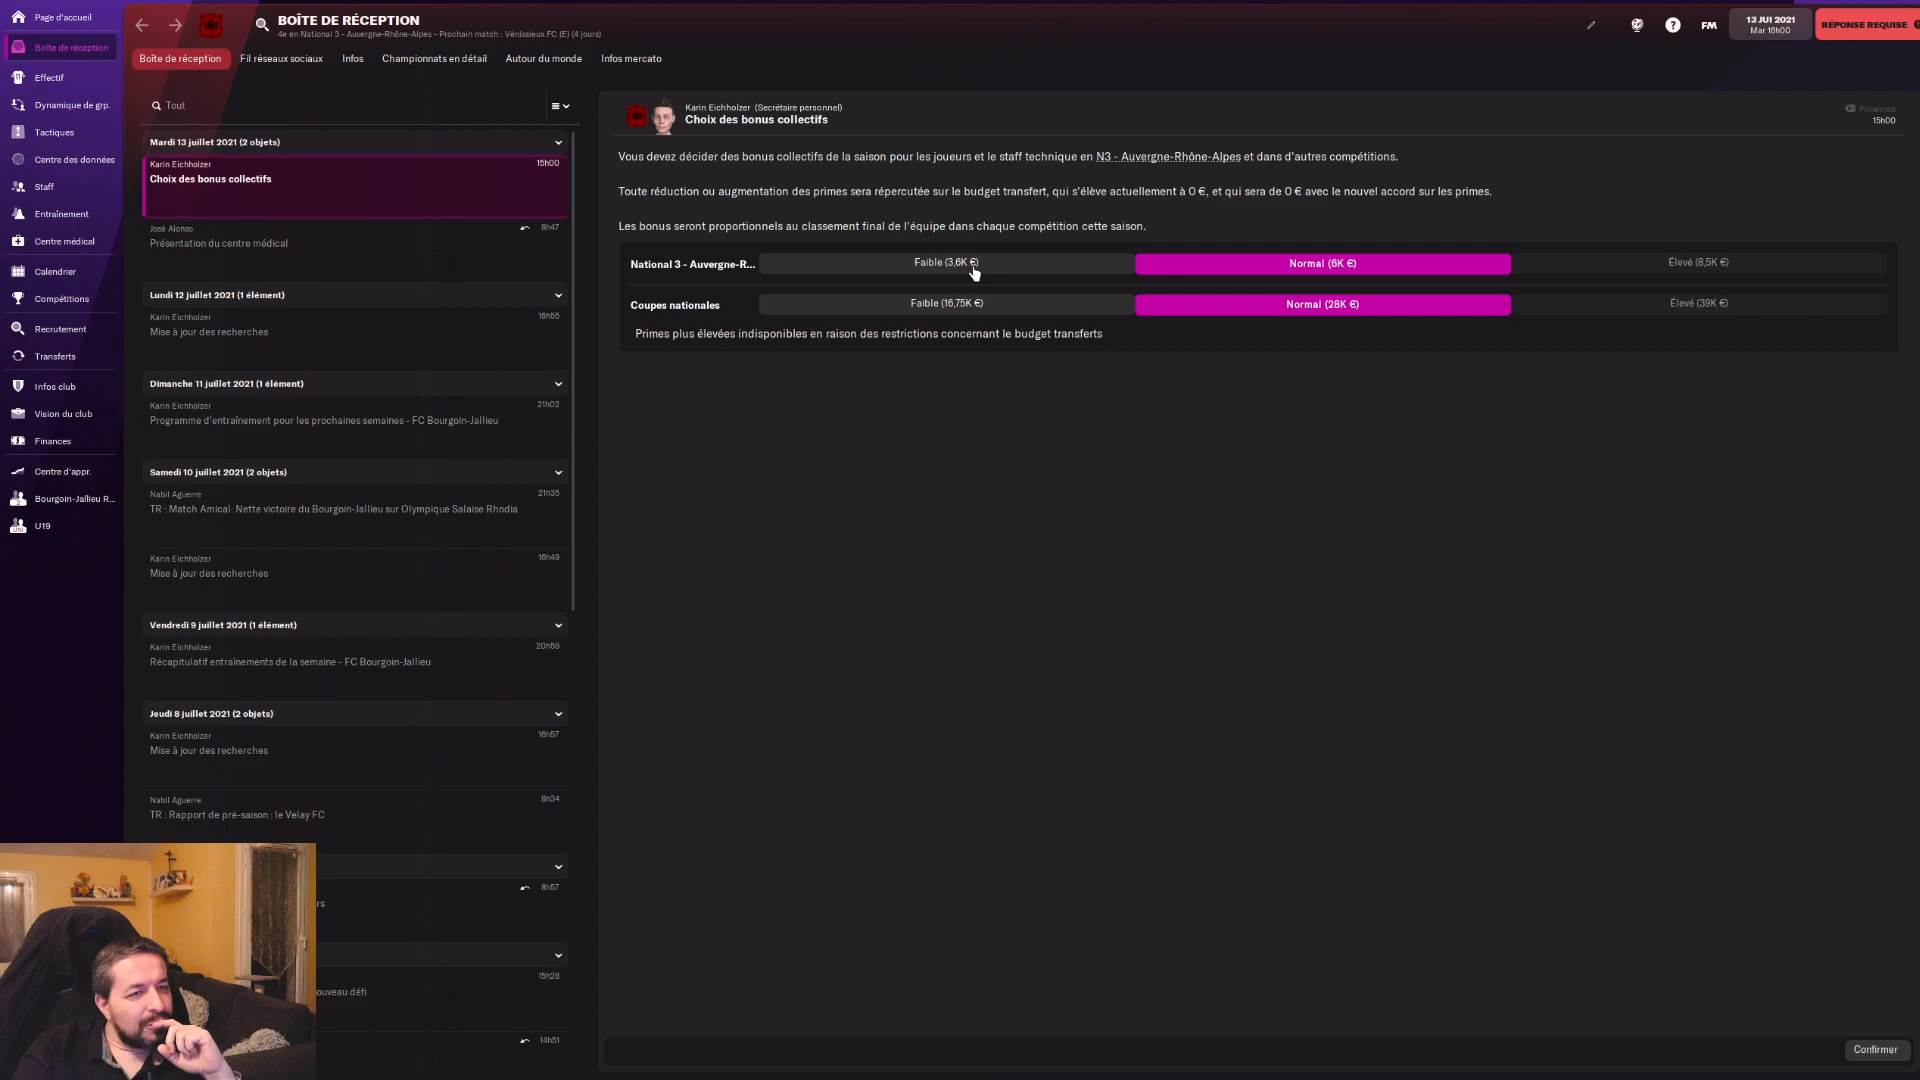 Page d'accueil
Boîte de réception
Effectif
Dynamique de grp.
Tactiques
Centre des données
Staff
Entraînement
Centre médical
Calendrier
Compétitions
Recrutement
Transferts
Infos club
Vision du club
Finances
Centre d'appr.
Bourgoin-Jallieu R...
U19
BOÎTE DE RÉCEPTION
4e en National 3 - Auvergne-Rhône-Alpes - Prochain match : Vénissieux FC (E) (4 jours)
FM
13 JUI 2021
Mar 16h00
RÉPONSE REQUISE
Boîte de réception
Fil réseaux sociaux
Infos
Championnats en détail
Autour du monde
Infos mercato
Tout
Mardi 13 juillet 2021 (2 objets)
Karin Eichholzer 15h00
Choix des bonus collectifs
José Alonso 8h47
Présentation du centre médical
Lundi 12 juillet 2021 (1 élément)
Karin Eichholzer 16h55
Mise à jour des recherches
Dimanche 11 juillet 2021 (1 élément)
Karin Eichholzer 21h02
Programme d'entraînement pour les prochaines semaines - FC Bourgoin-Jallieu
Samedi 10 juillet 2021 (2 objets)
Nabil Aguerre 21h35
TR : Match Amical: Nette victoire du Bourgoin-Jallieu sur Olympique Salaise Rhodia
Karin Eichholzer 16h49
Mise à jour des recherches
Vendredi 9 juillet 2021 (1 élément)
Karin Eichholzer 20h59
Récapitulatif entraînements de la semaine - FC Bourgoin-Jallieu
Jeudi 8 juillet 2021 (2 objets)
Karin Eichholzer 16h57
Mise à jour des recherches
Nabil Aguerre 8h34
TR : Rapport de pré-saison : le Velay FC
8h57
rs
15h28
ouveau défi
14h51
Karin Eichholzer (Secrétaire personnel)
Choix des bonus collectifs
Finances
15h00
Vous devez décider des bonus collectifs de la saison pour les joueurs et le staff technique en N3 - Auvergne-Rhône-Alpes et dans d'autres compétitions.
Toute réduction ou augmentation des primes sera répercutée sur le budget transfert, qui s'élève actuellement à 0 €, et qui sera de 0 € avec le nouvel accord sur les primes.
Les bonus seront proportionnels au classement final de l'équipe dans chaque compétition cette saison.
National 3 - Auvergne-R... Faible (3,6K €) Normal (6K €) Élevé (8,5K €)
Coupes nationales Faible (16,75K €) Normal (28K €) Élevé (39K €)
Primes plus élevées indisponibles en raison des restrictions concernant le budget transferts
Confirmer